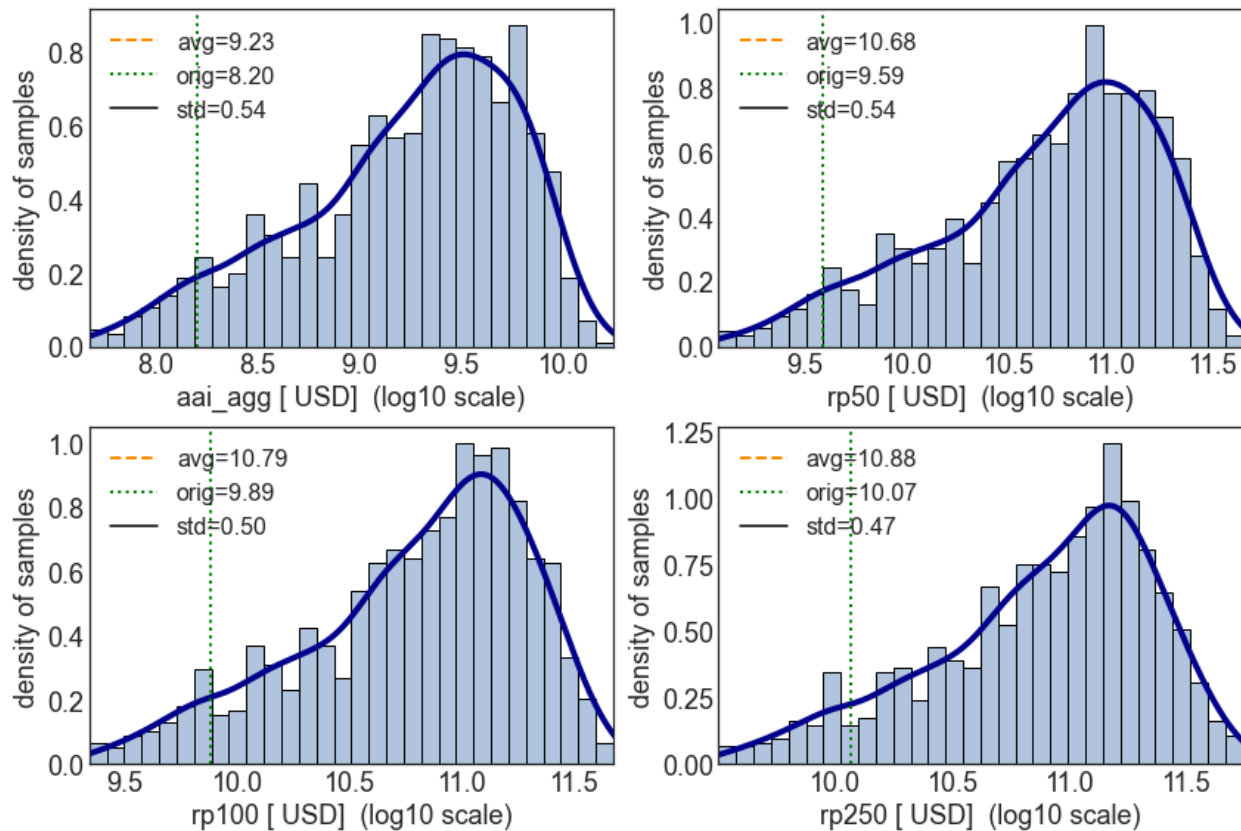 density of samples
0.8
0.6
0.4
0.2
0.0
avg=9.23
orig=8.20
std=0.54
8.0 8.5 9.0 9.5 10.0
aai_agg [ USD]  (log10 scale)
density of samples
1.0
0.8
0.6
0.4
0.2
0.0
avg=10.68
orig=9.59
std=0.54
9.5 10.0 10.5 11.0 11.5
rp50 [ USD]  (log10 scale)
density of samples
1.0
0.8
0.6
0.4
0.2
0.0
avg=10.79
orig=9.89
std=0.50
9.5 10.0 10.5 11.0 11.5
rp100 [ USD]  (log10 scale)
density of samples
1.25
1.00
0.75
0.50
0.25
0.00
avg=10.88
orig=10.07
std=0.47
10.0 10.5 11.0 11.5
rp250 [ USD]  (log10 scale)